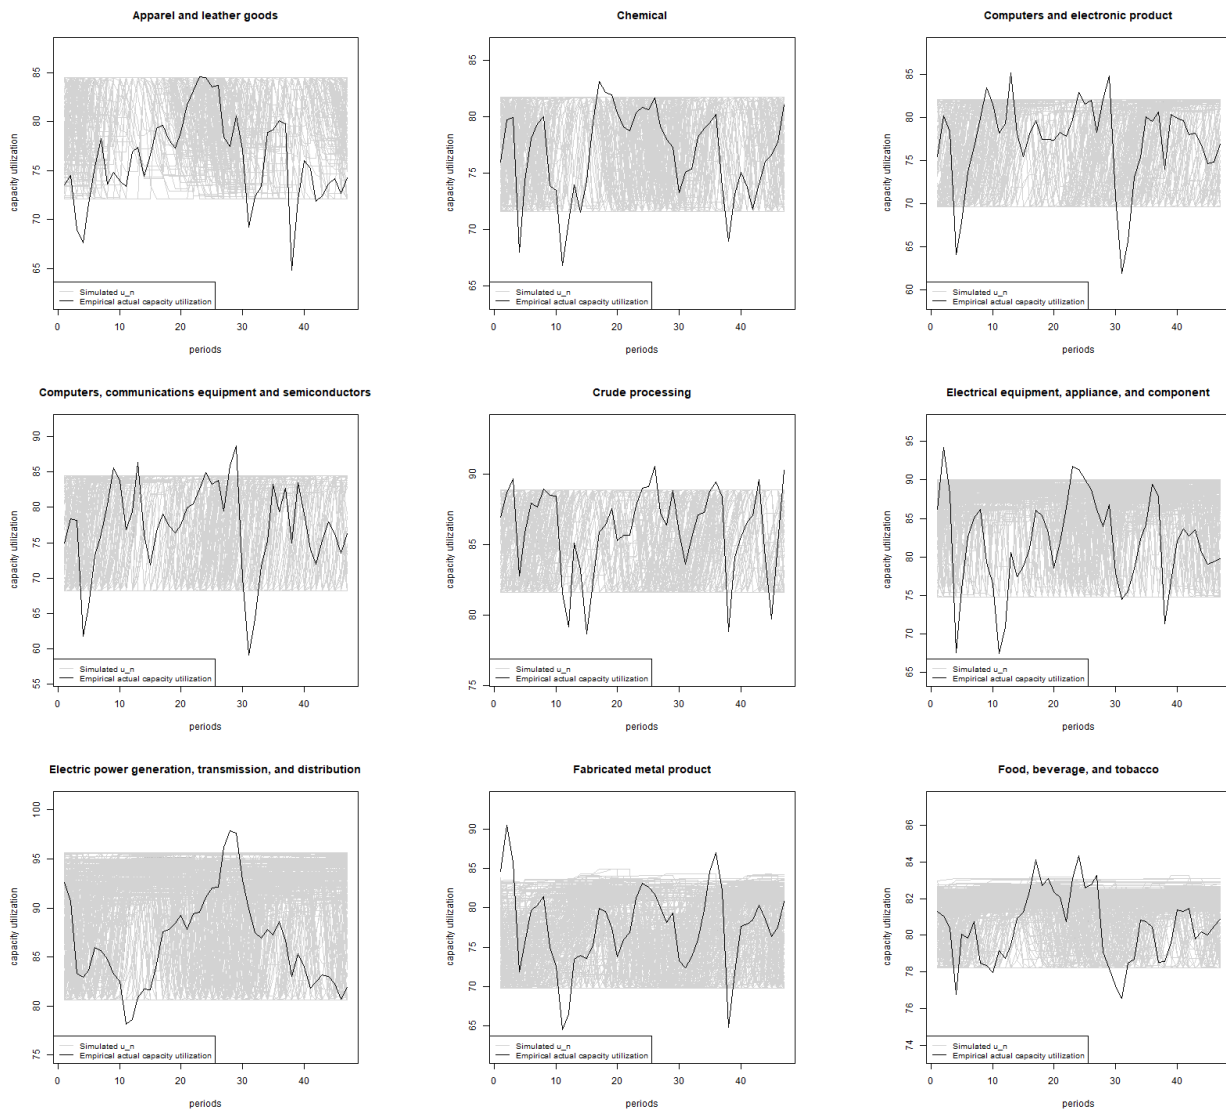 Apparel and leather goods
capacity utilization
85
80
75
70
65
Simulated u_n
Empirical actual capacity utilization
0 10 20 30 40
periods
Chemical
capacity utilization
85
80
75
70
65
Simulated u_n
Empirical actual capacity utilization
0 10 20 30 40
periods
Computers and electronic product
capacity utilization
85
80
75
70
65
60
Simulated u_n
Empirical actual capacity utilization
0 10 20 30 40
periods
Computers, communications equipment and semiconductors
capacity utilization
90
85
80
75
70
65
60
55
Simulated u_n
Empirical actual capacity utilization
0 10 20 30 40
periods
Crude processing
capacity utilization
90
85
80
75
Simulated u_n
Empirical actual capacity utilization
0 10 20 30 40
periods
Electrical equipment, appliance, and component
capacity utilization
95
90
85
80
75
70
65
Simulated u_n
Empirical actual capacity utilization
0 10 20 30 40
periods
Electric power generation, transmission, and distribution
capacity utilization
100
95
90
85
80
75
Simulated u_n
Empirical actual capacity utilization
0 10 20 30 40
periods
Fabricated metal product
capacity utilization
90
85
80
75
70
65
Simulated u_n
Empirical actual capacity utilization
0 10 20 30 40
periods
Food, beverage, and tobacco
capacity utilization
86
84
82
80
78
76
74
Simulated u_n
Empirical actual capacity utilization
0 10 20 30 40
periods